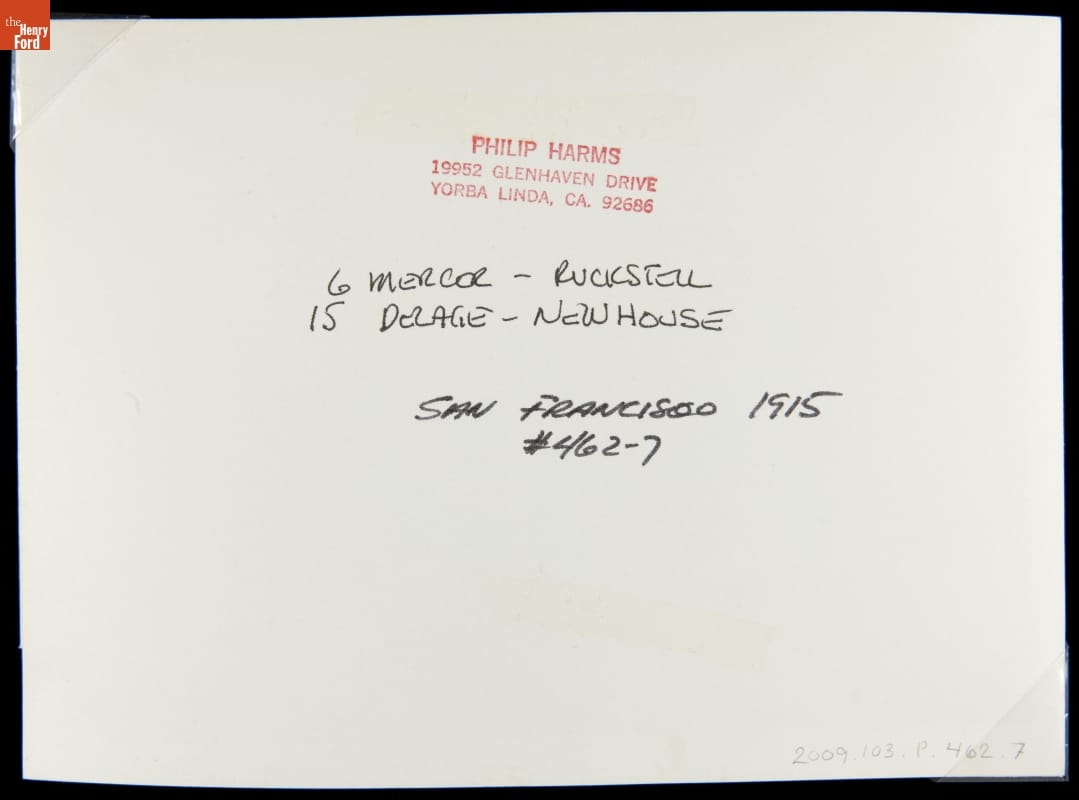 the
Henry
Ford
PHILIP HARMS
19952 GLENHAVEN DRIVE
YORBA LINDA, CA. 92686
6 MERCOR - RUCKSTELL
15 DELAGE - NEWHOUSE
SAN FRANCISCO 1915
#462-7
2009.103.P.462.7